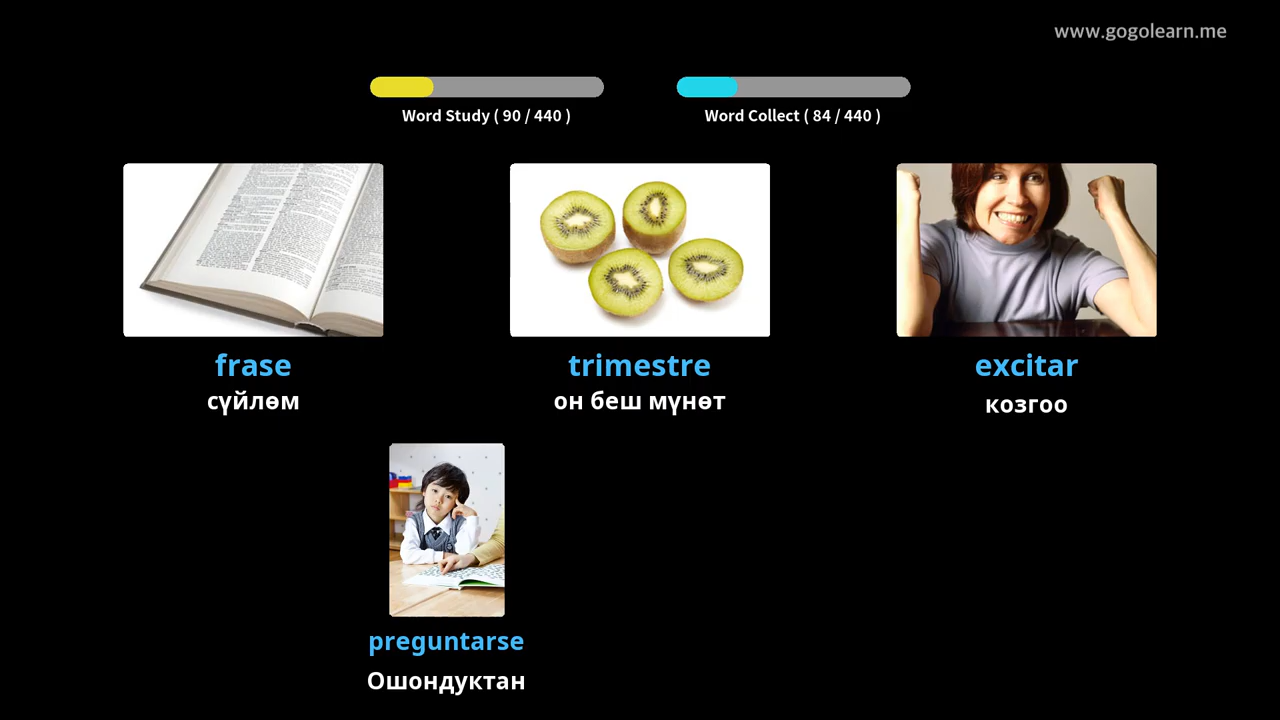 www.gogolearn.me
Word Study ( 90 / 440 )
Word Collect ( 84 / 440 )
frase
сүйлөм
trimestre
он беш мүнөт
excitar
козгоо
preguntarse
Ошондуктан